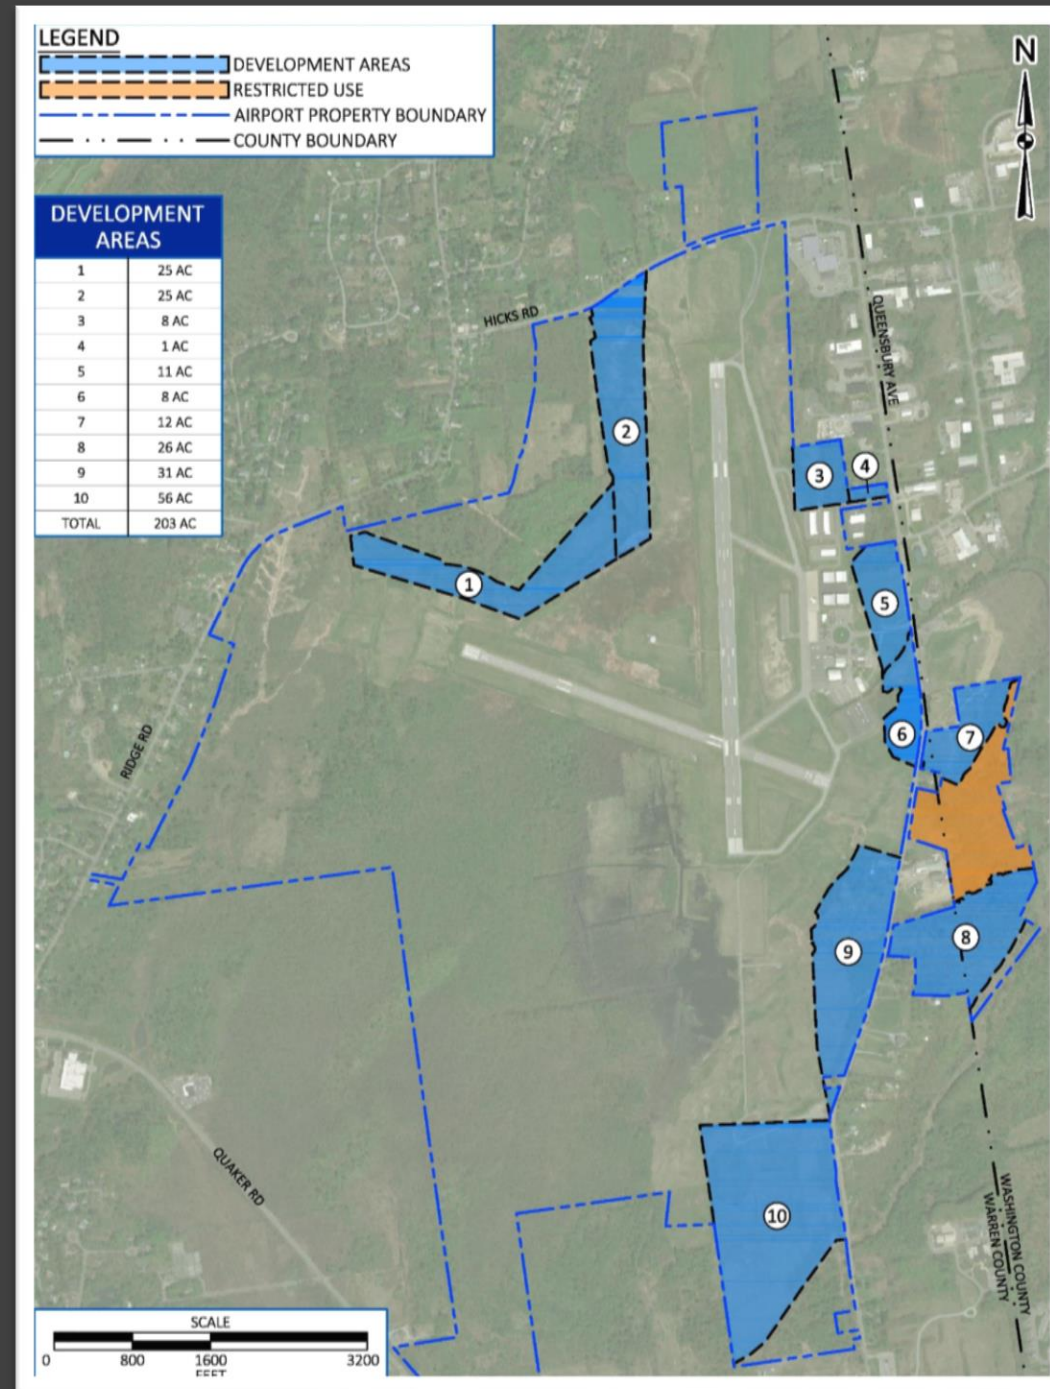 LEGEND
DEVELOPMENT AREAS
RESTRICTED USE
AIRPORT PROPERTY BOUNDARY
COUNTY BOUNDARY
N
DEVELOPMENT
AREAS
1 25 AC
2 25 AC
3 8 AC
4 1 AC
5 11 AC
6 8 AC
7 12 AC
8 26 AC
9 31 AC
10 56 AC
TOTAL 203 AC
HICKS RD
QUEENSBURY AVE
2
3
4
1
5
6
7
RIDGE RD
8
9
QUAKER RD
10
WASHINGTON COUNTY
WARREN COUNTY
SCALE
0 800 1600 3200
FEET